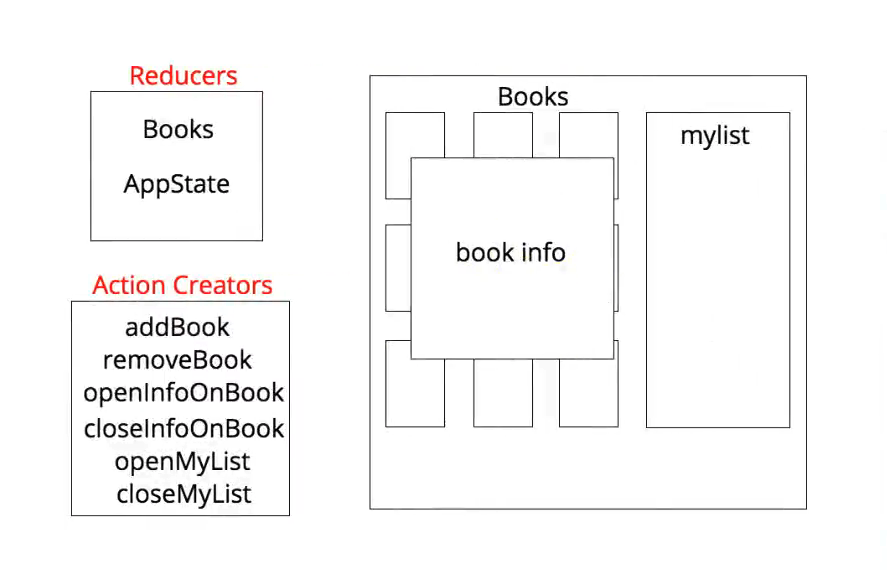 Reducers
Books
AppState
Action Creators
addBook
removeBook
openInfoOnBook
closeInfoOnBook
openMyList
closeMyList
Books
mylist
book info